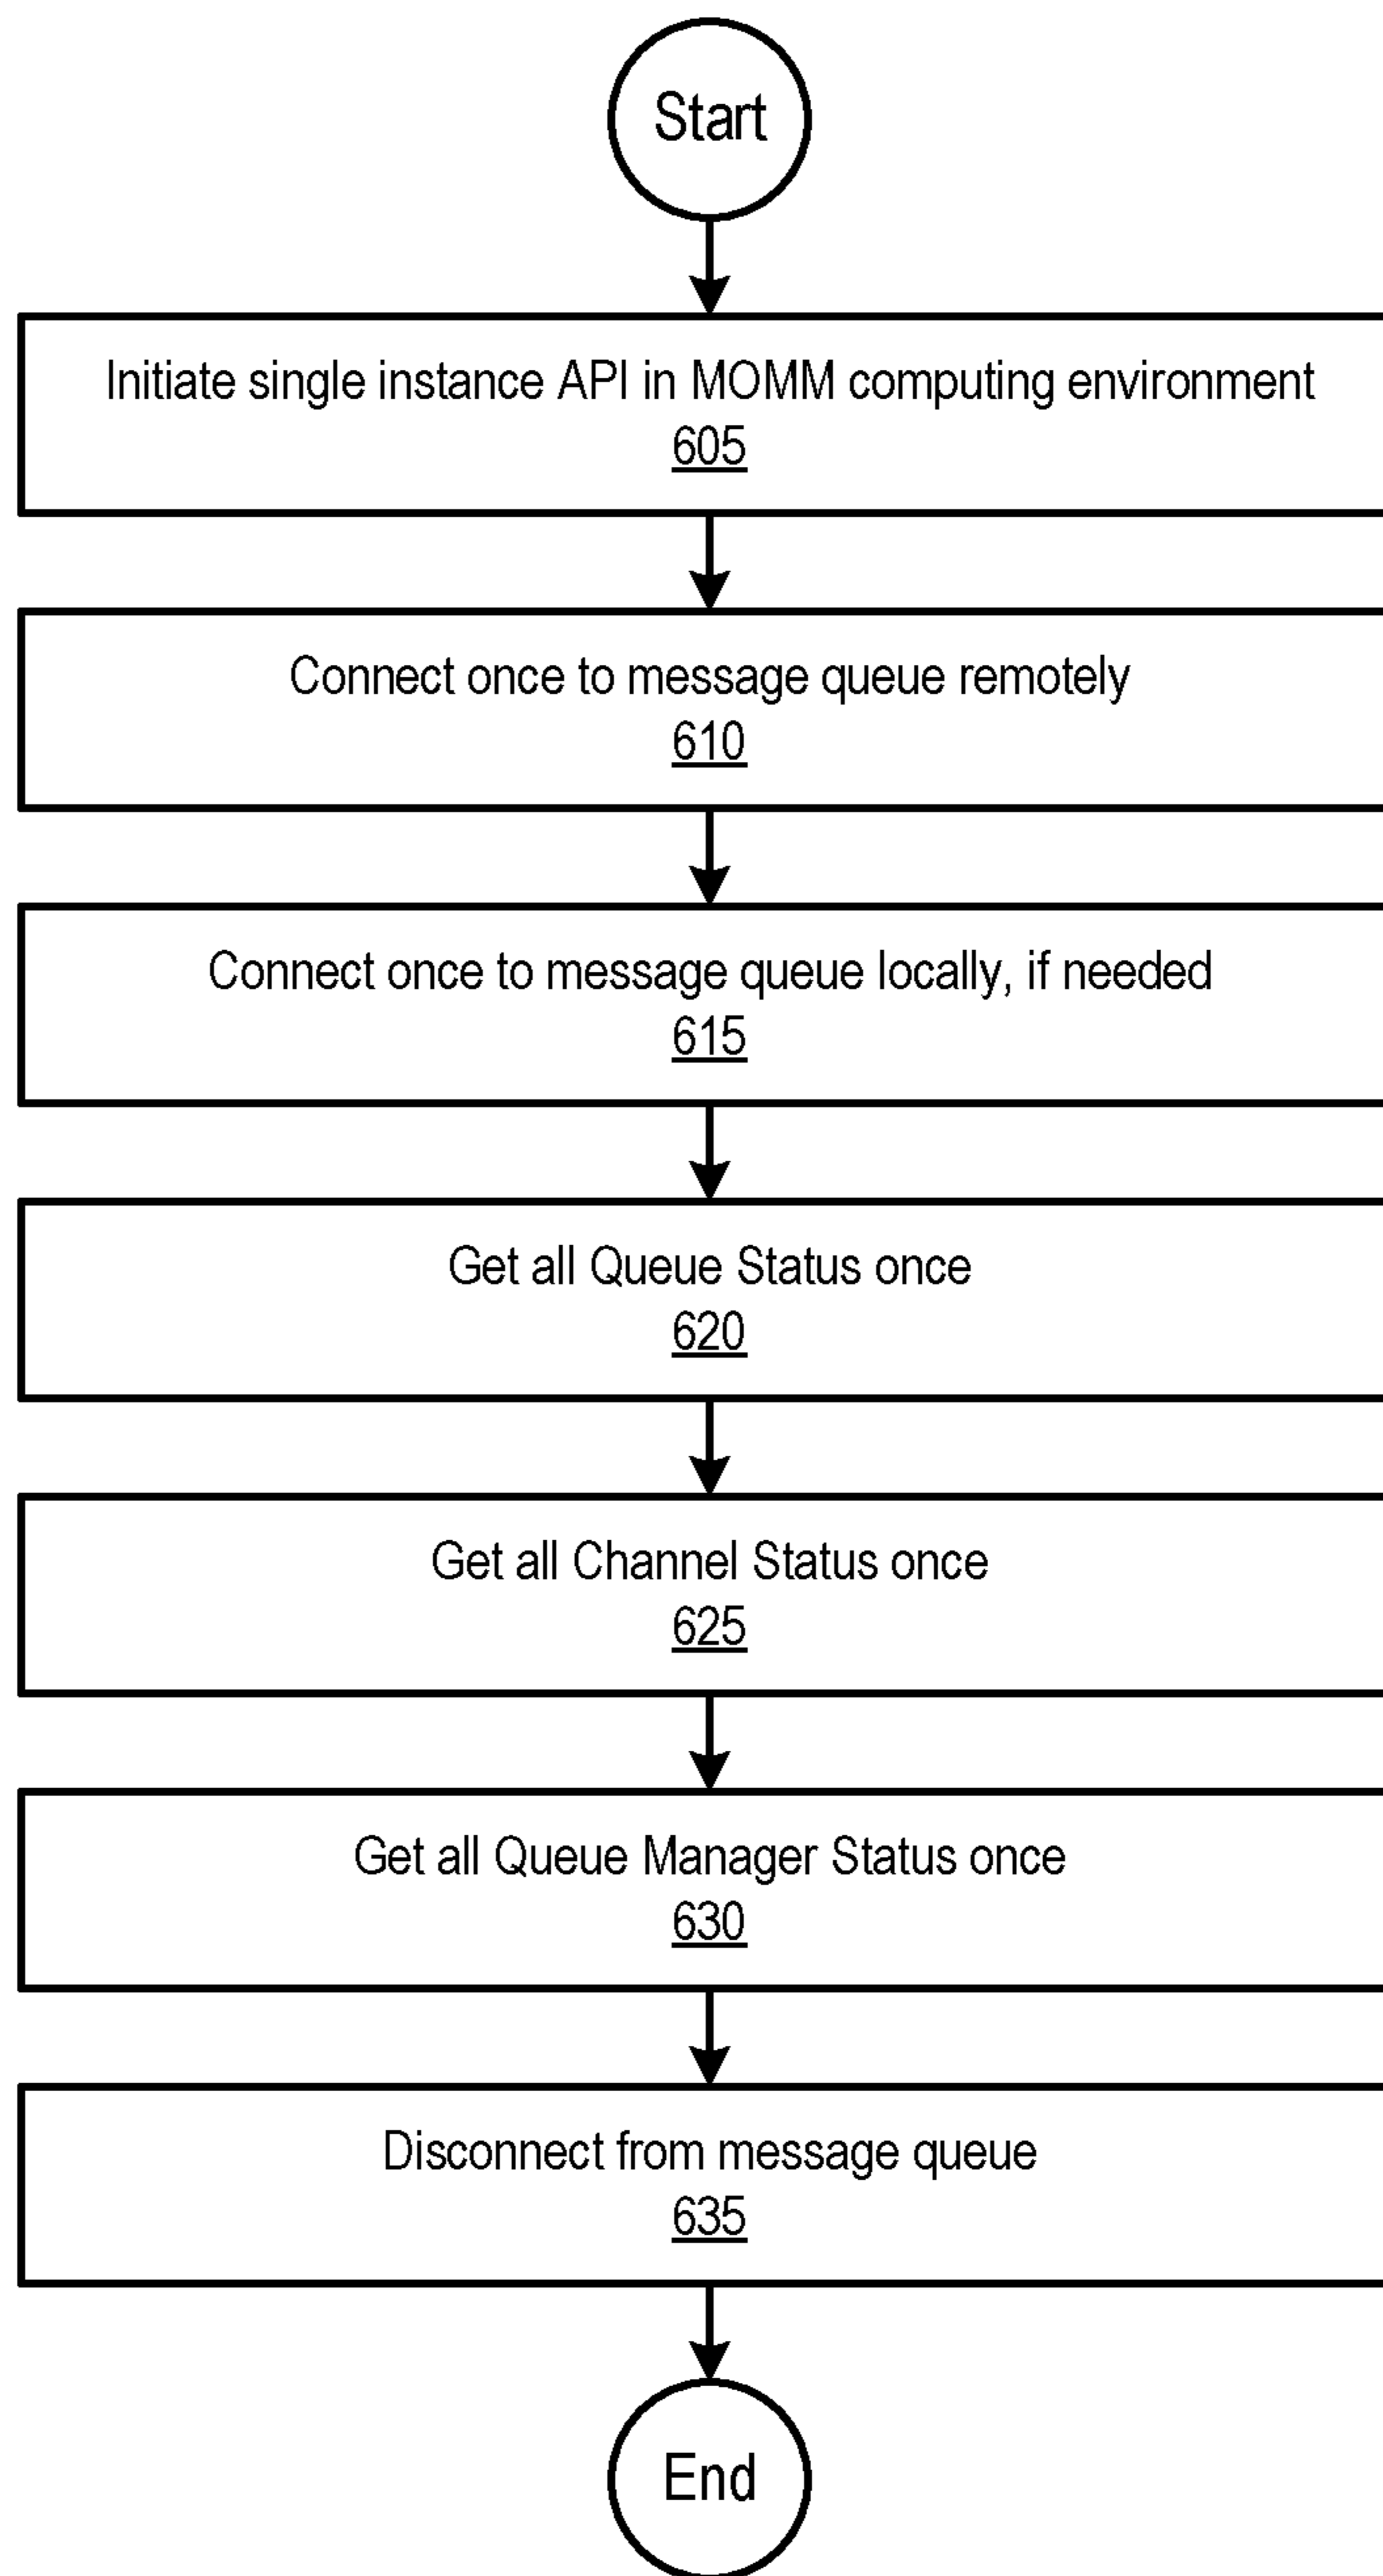 Start
Initiate single instance API in MOMM computing environment
605
Connect once to message queue remotely
610
Connect once to message queue locally, if needed
615
Get all Queue Status once
620
Get all Channel Status once
625
Get all Queue Manager Status once
630
Disconnect from message queue
635
End